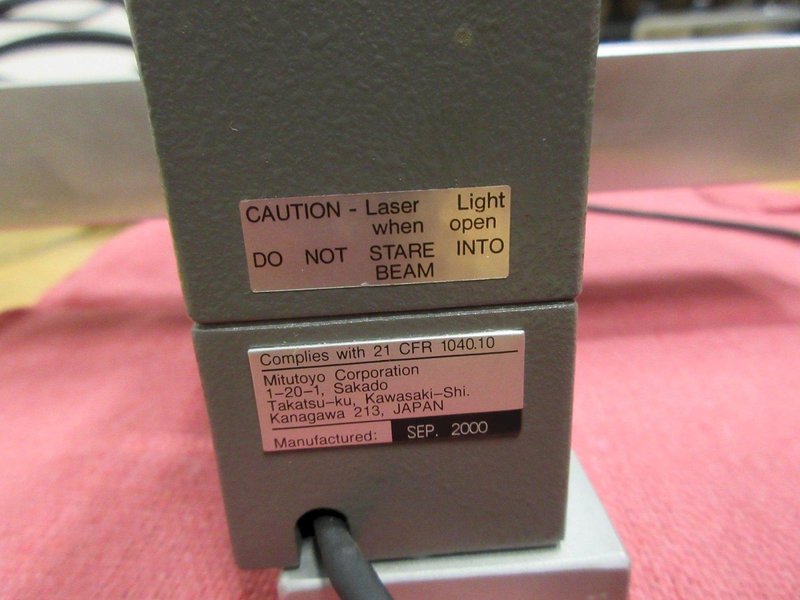 CAUTION - Laser Light
when open
DO NOT STARE INTO
BEAM
Complies with 21 CFR 1040.10
Mitutoyo Corporation
1-20-1, Sakado
Takatsu-ku, Kawasaki-Shi.
Kanagawa 213, JAPAN
Manufactured: SEP. 2000